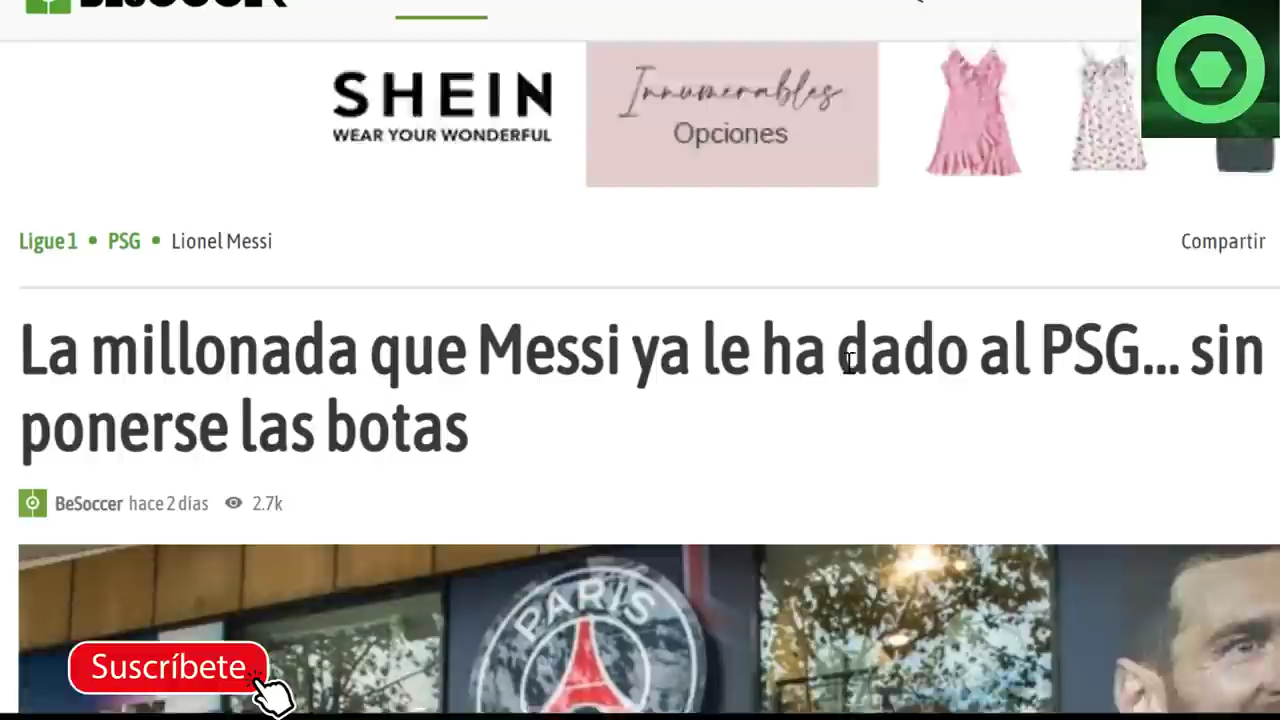 BeSoccer
SHEIN
WEAR YOUR WONDERFUL
Innumerables
Opciones
Ligue 1 • PSG • Lionel Messi
Compartir
La millonada que Messi ya le ha dado al PSG... sin
ponerse las botas
BeSoccer hace 2 días 2.7k
PARIS
Suscríbete